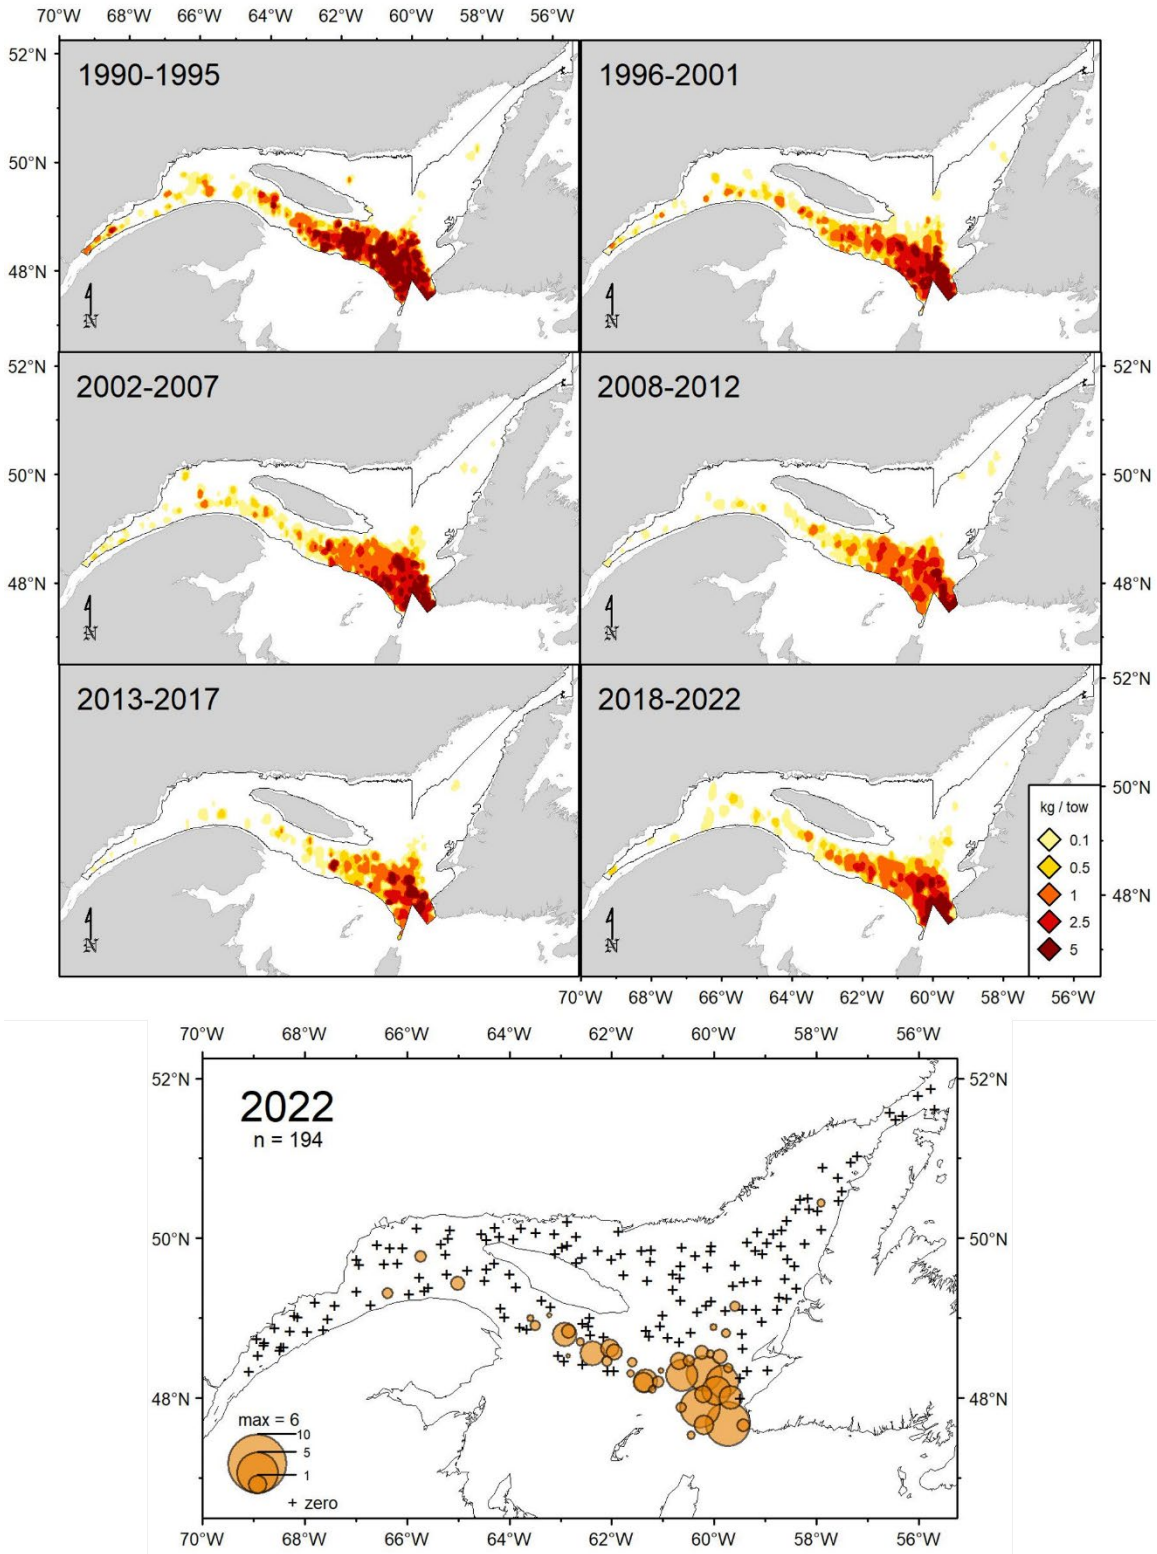 70°W 68°W 66°W 64°W 62°W 60°W 58°W 56°W
52°N
1990-1995
1996-2001
50°N
48°N
N
N
52°N
52°N
2002-2007
2008-2012
50°N
50°N
48°N
48°N
N
N
52°N
2013-2017
2018-2022
50°N
kg / tow
0.1
0.5
48°N
1
2.5
5
N
N
70°W 68°W 66°W 64°W 62°W 60°W 58°W 56°W
70°W 68°W 66°W 64°W 62°W 60°W 58°W 56°W
52°N
52°N
2022
n = 194
50°N
50°N
48°N
48°N
max = 6
10
5
1
+ zero
70°W 68°W 66°W 64°W 62°W 60°W 58°W 56°W